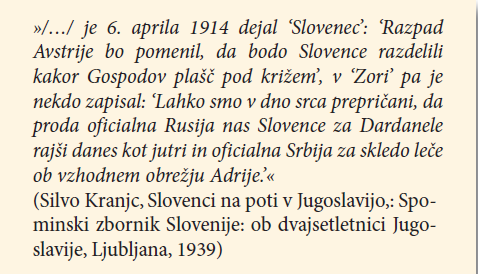 »/…/ je 6. aprila 1914 dejal ‘Slovenec’: ‘Razpad
Avstrije bo pomenil, da bodo Slovence razdelili
kakor Gospodov plašč pod križem’, v ‘Zori’ pa je
nekdo zapisal: ‘Lahko smo v dno srca prepričani, da
proda oficialna Rusija nas Slovence za Dardanele
rajši danes kot jutri in oficialna Srbija za skledo leče
ob vzhodnem obrežju Adrije.’«
(Silvo Kranjc, Slovenci na poti v Jugoslavijo,: Spo-
minski zbornik Slovenije: ob dvajsetletnici Jugo-
slavije, Ljubljana, 1939)